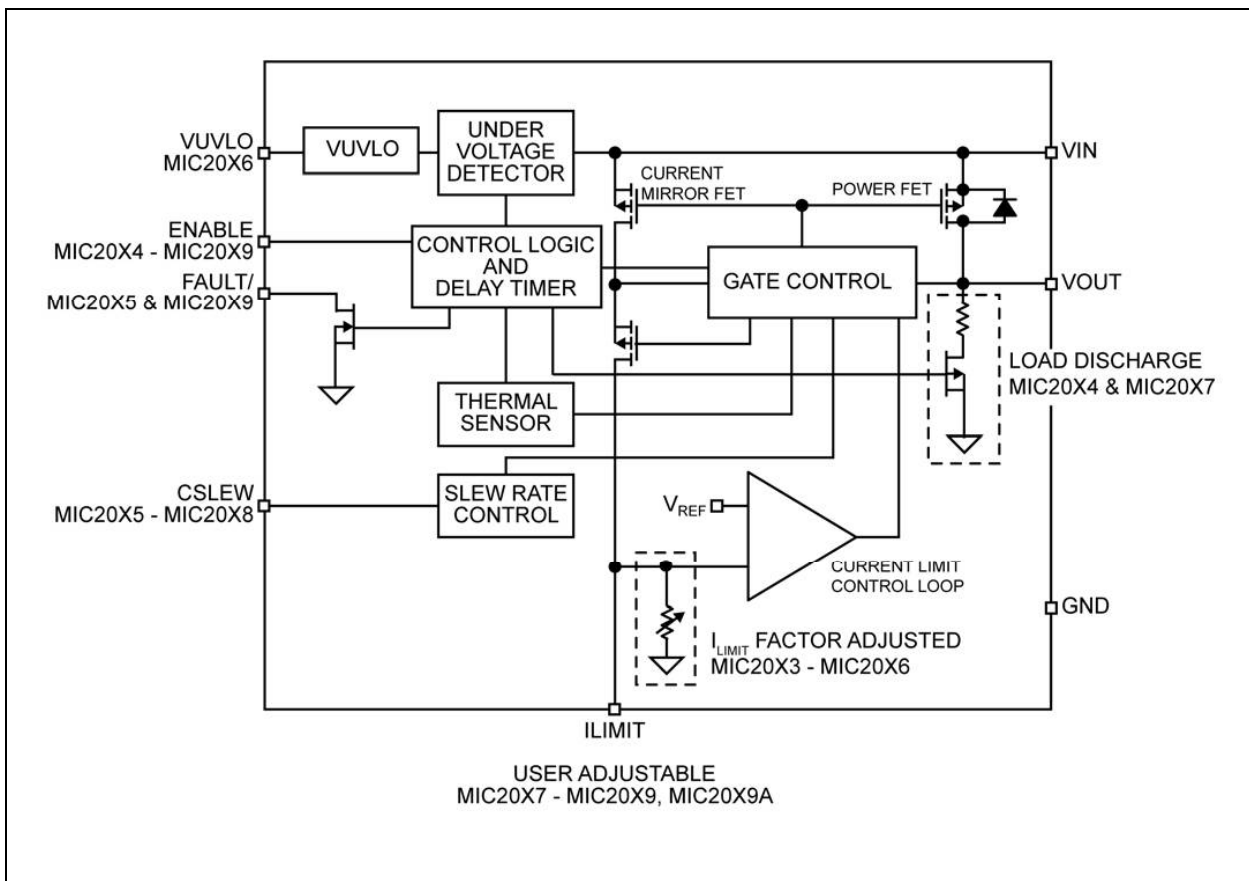 VUVLO
MIC20X6
VUVLO
UNDER
VOLTAGE
DETECTOR
CURRENT
MIRROR FET
POWER FET
VIN
ENABLE
MIC20X4 - MIC20X9
FAULT/
MIC20X5 & MIC20X9
CONTROL LOGIC
AND
DELAY TIMER
GATE CONTROL
VOUT
LOAD DISCHARGE
MIC20X4 & MIC20X7
THERMAL
SENSOR
CSLEW
MIC20X5 - MIC20X8
SLEW RATE
CONTROL
VREF
CURRENT LIMIT
CONTROL LOOP
GND
ILIMIT FACTOR ADJUSTED
MIC20X3 - MIC20X6
ILIMIT
USER ADJUSTABLE
MIC20X7 - MIC20X9, MIC20X9A